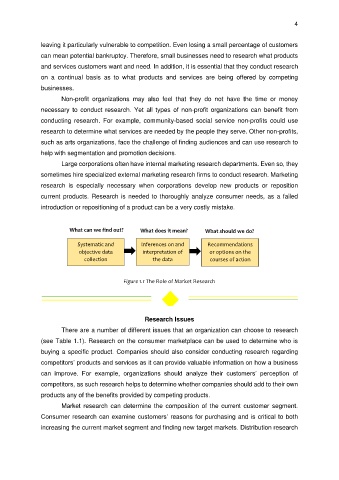 4
leaving it particularly vulnerable to competition. Even losing a small percentage of customers
can mean potential bankruptcy. Therefore, small businesses need to research what products
and services customers want and need. In addition, it is essential that they conduct research
on a continual basis as to what products and services are being offered by competing
businesses.
Non-profit organizations may also feel that they do not have the time or money
necessary to conduct research. Yet all types of non-profit organizations can benefit from
conducting research. For example, community-based social service non-profits could use
research to determine what services are needed by the people they serve. Other non-profits,
such as arts organizations, face the challenge of finding audiences and can use research to
help with segmentation and promotion decisions.
Large corporations often have internal marketing research departments. Even so, they
sometimes hire specialized external marketing research firms to conduct research. Marketing
research is especially necessary when corporations develop new products or reposition
current products. Research is needed to thoroughly analyze consumer needs, as a failed
introduction or repositioning of a product can be a very costly mistake.
What can we find out? What does it mean? What should we do?
Systematic and Inferences on and Recommendations
objective data interpretation of or options on the
collection the data courses of action
Figure 1.1 The Role of Market Research
Research Issues
There are a number of different issues that an organization can choose to research
(see Table 1.1). Research on the consumer marketplace can be used to determine who is
buying a specific product. Companies should also consider conducting research regarding
competitors' products and services as it can provide valuable information on how a business
can improve. For example, organizations should analyze their customers' perception of
competitors, as such research helps to determine whether companies should add to their own
products any of the benefits provided by competing products.
Market research can determine the composition of the current customer segment.
Consumer research can examine customers' reasons for purchasing and is critical to both
increasing the current market segment and finding new target markets. Distribution research